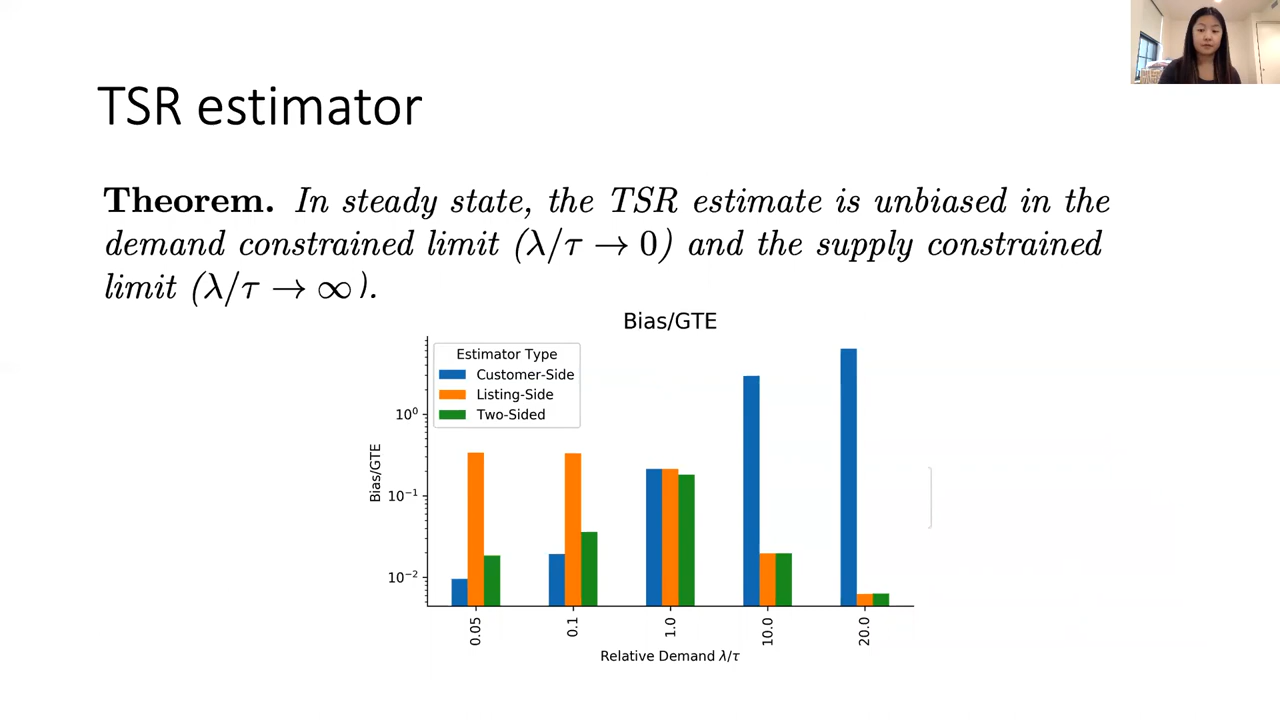 TSR estimator
Theorem. In steady state, the TSR estimate is unbiased in the
demand constrained limit (λ/τ → 0) and the supply constrained
limit (λ/τ → ∞).
Bias/GTE
Estimator Type
Customer-Side
Listing-Side
Two-Sided
10⁰
10⁻¹
10⁻²
Bias/GTE
0.05
0.1
1.0
10.0
20.0
Relative Demand λ/τ